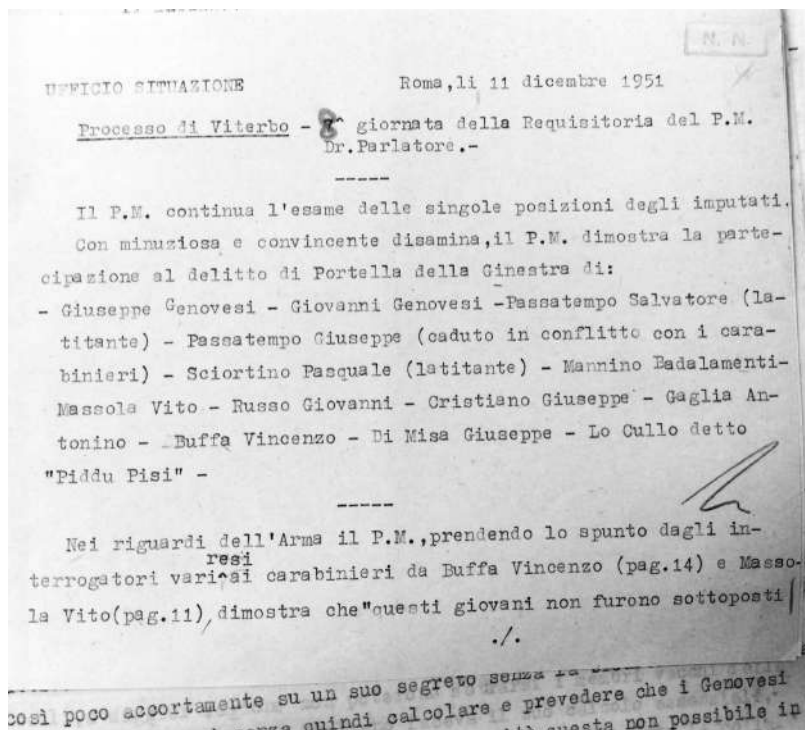 N. N.
UFFICIO SITUAZIONE Roma,li 11 dicembre 1951
Processo di Viterbo - 8^ giornata della Requisitoria del P.M.
Dr.Parlatore.-
-----
Il P.M. continua l'esame delle singole posizioni degli imputati.
Con minuziosa e convincente disamina,il P.M. dimostra la parte-
cipazione al delitto di Portella della Ginestra di:
- Giuseppe Genovesi - Giovanni Genovesi -Passatempo Salvatore (la-
titante) - Passatempo Giuseppe (caduto in conflitto con i cara-
binieri) - Sciortino Pasquale (latitante) - Mannino Badalamenti-
Massola Vito - Russo Giovanni - Cristiano Giuseppe - Gaglia An-
tonino - Buffa Vincenzo - Di Misa Giuseppe - Lo Cullo detto
"Piddu Pisi" -
-----
Nei riguardi dell'Arma il P.M.,prendendo lo spunto dagli in-
resi
terrogatori vari^ai carabinieri da Buffa Vincenzo (pag.14) e Masso-
la Vito(pag.11),dimostra che"questi giovani non furono sottoposti
./.
così poco accortamente su un suo segreto senza
quindi calcolare e prevedere che i Genovesi
questa non possibile in